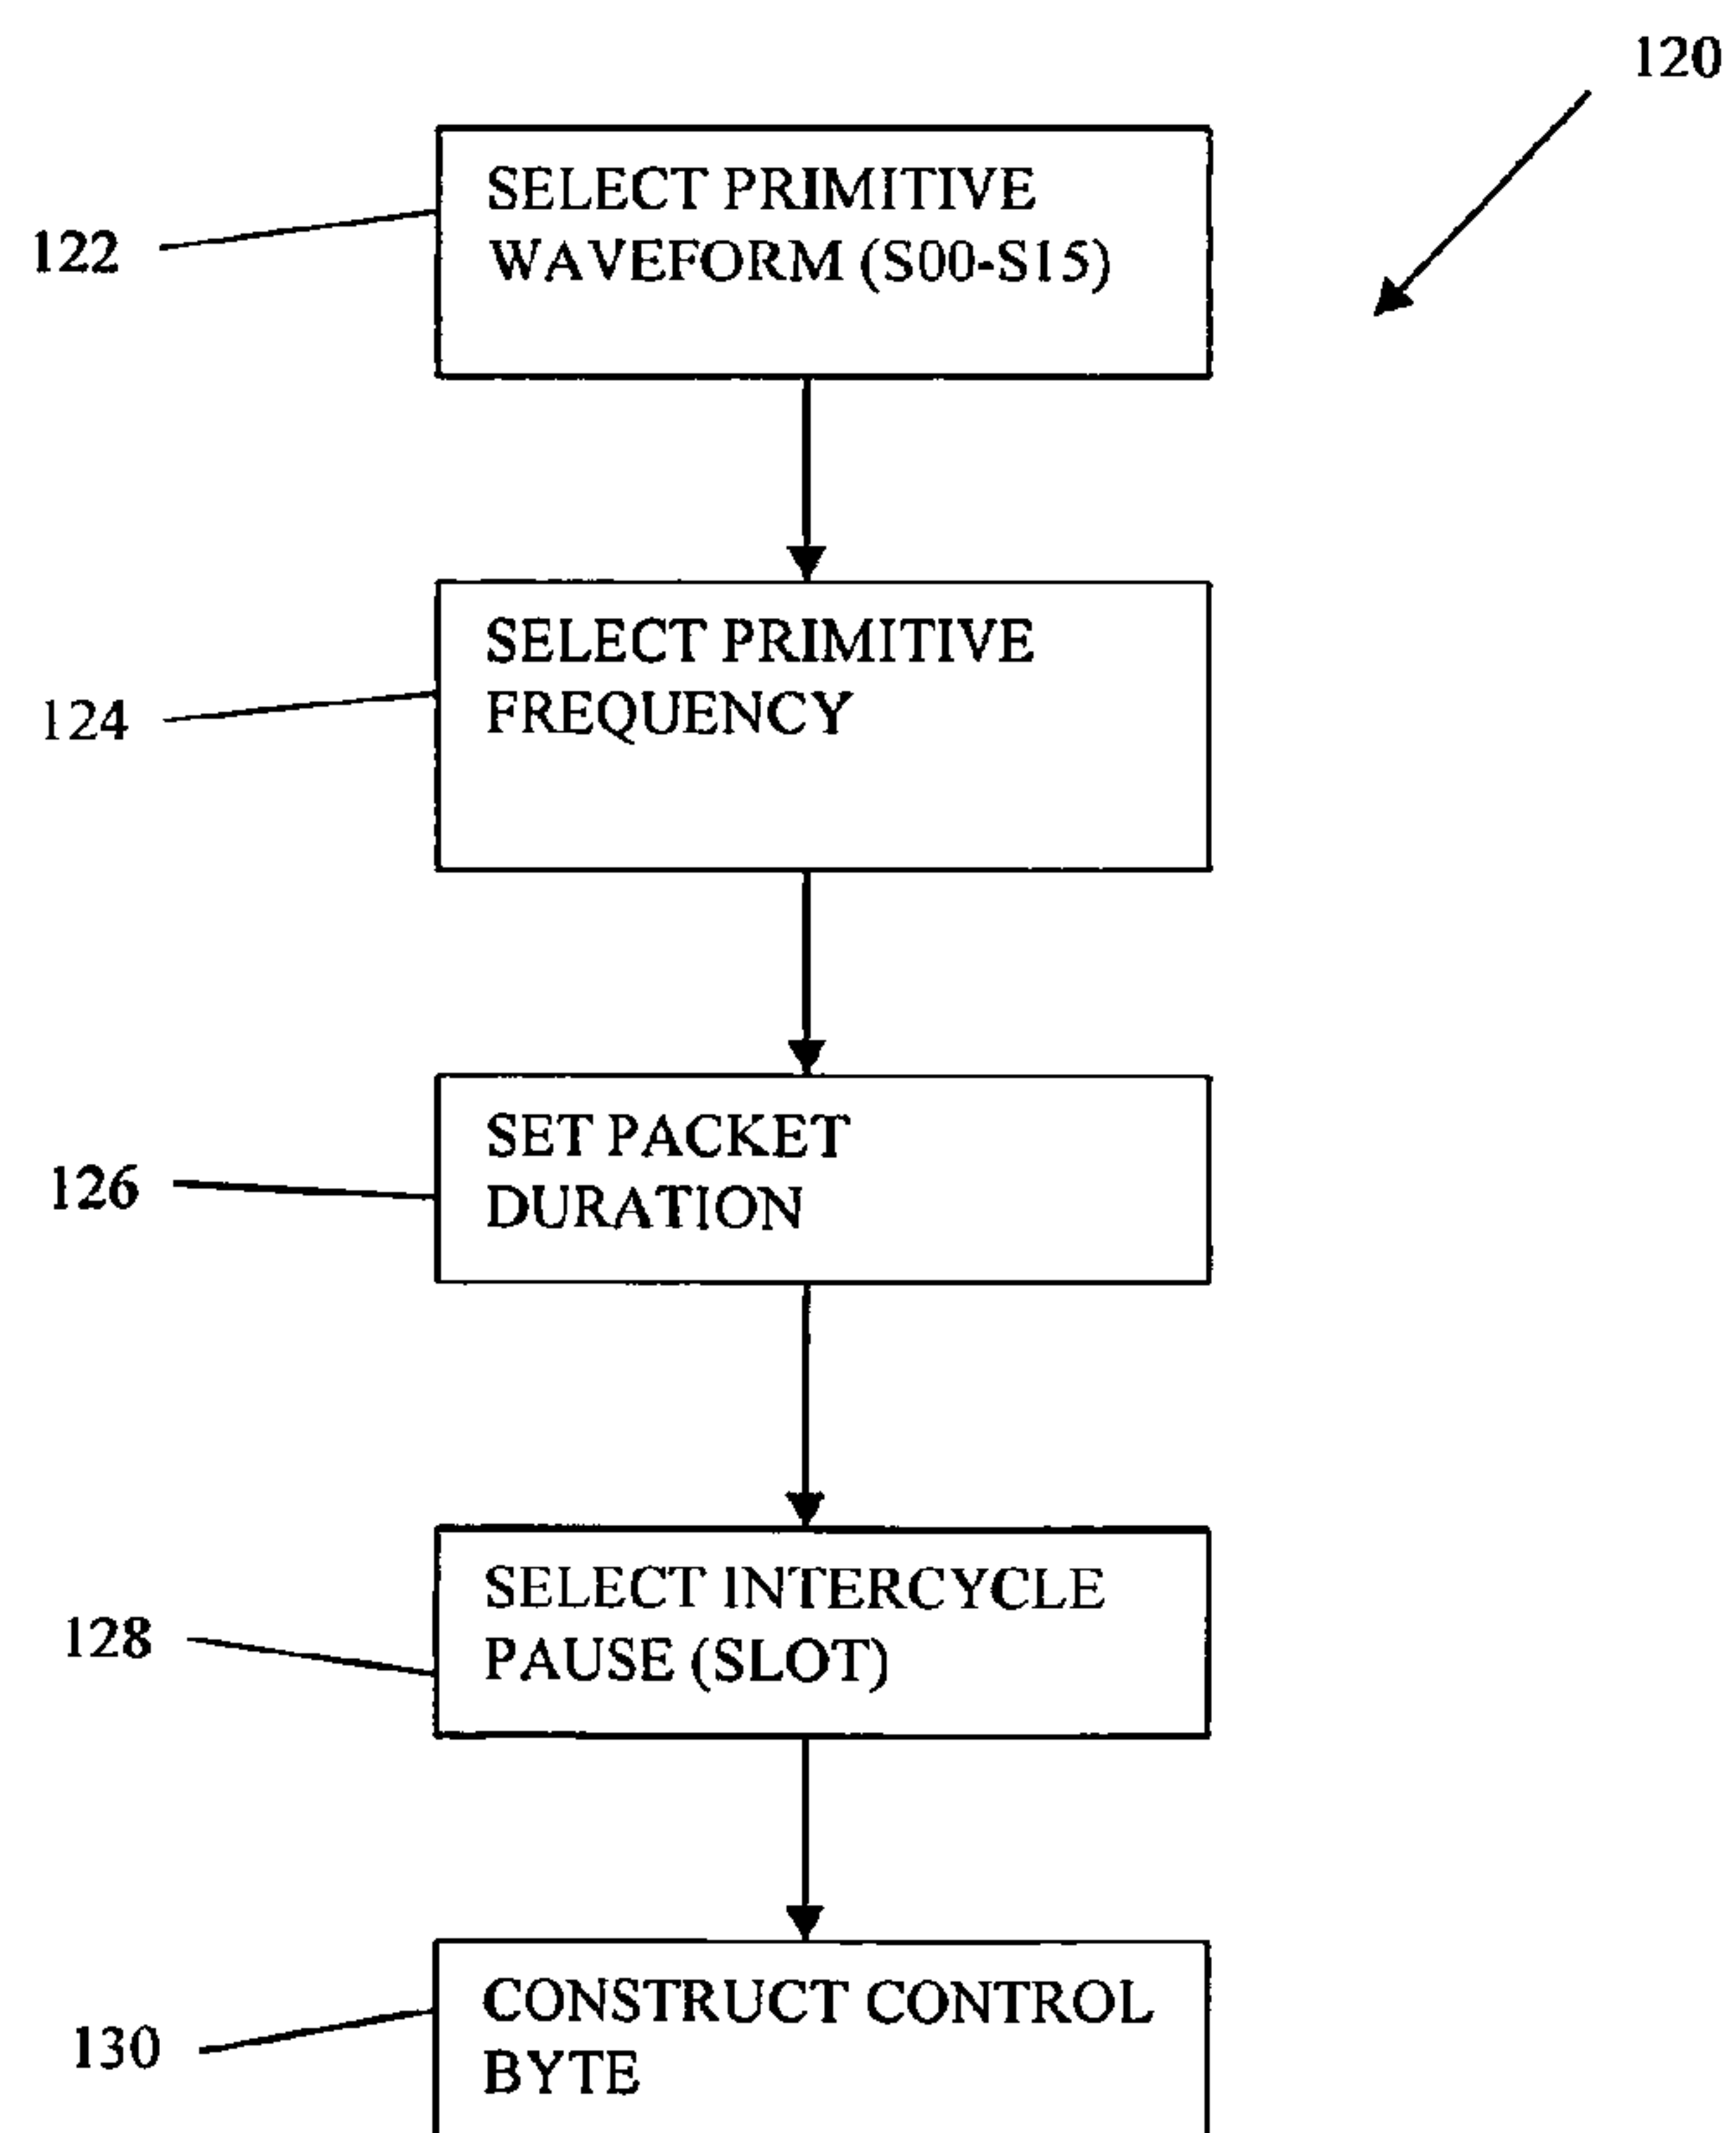 120
122
SELECT PRIMITIVE
WAVEFORM (S00-S15)
124
SELECT PRIMITIVE
FREQUENCY
126
SET PACKET
DURATION
128
SELECT INTERCYCLE
PAUSE (SLOT)
130
CONSTRUCT CONTROL
BYTE